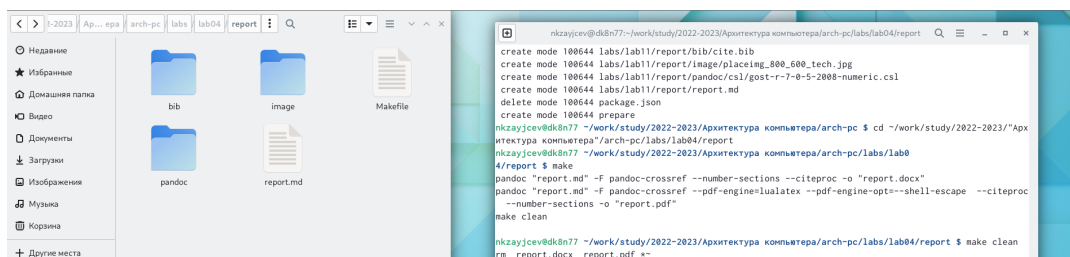 t-2023 Ap... ера arch-pc labs lab04 report
Недавние
Избранные
Домашняя папка
Видео
Документы
Загрузки
Изображения
Музыка
Корзина
Другие места
bib
image
Makefile
pandoc
report.md
nkzayjcev@dk8n77:~/work/study/2022-2023/Архитектура компьютера/arch-pc/labs/lab04/report
create mode 100644 labs/lab11/report/bib/cite.bib
create mode 100644 labs/lab11/report/image/placeimg_800_600_tech.jpg
create mode 100644 labs/lab11/report/pandoc/csl/gost-r-7-0-5-2008-numeric.csl
create mode 100644 labs/lab11/report/report.md
delete mode 100644 package.json
create mode 100644 prepare
nkzayjcev@dk8n77 ~/work/study/2022-2023/Архитектура компьютера/arch-pc $ cd ~/work/study/2022-2023/"Арх
итектура компьютера"/arch-pc/labs/lab04/report
nkzayjcev@dk8n77 ~/work/study/2022-2023/Архитектура компьютера/arch-pc/labs/lab0
4/report $ make
pandoc "report.md" -F pandoc-crossref --number-sections --citeproc -o "report.docx"
pandoc "report.md" -F pandoc-crossref --pdf-engine=lualatex --pdf-engine-opt=--shell-escape --citeproc
--number-sections -o "report.pdf"
make clean
nkzayjcev@dk8n77 ~/work/study/2022-2023/Архитектура компьютера/arch-pc/labs/lab04/report $ make clean
rm report.docx report.pdf *~